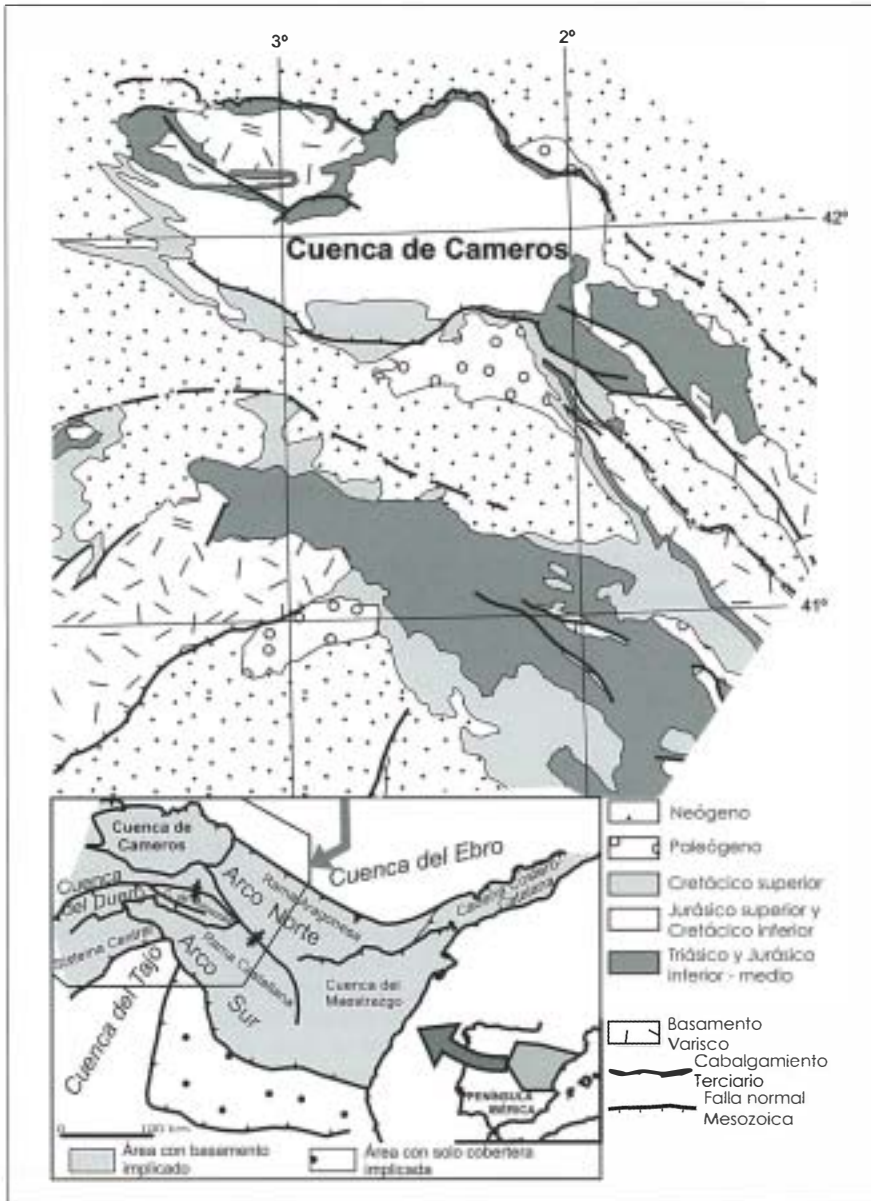 3º
2º
42º
Cuenca de Cameros
41º
Neógeno
Paleógeno
Cretácico superior
Jurásico superior y
Cretácico inferior
Triásico y Jurásico
inferior - medio
Basamento
Varisco
Cabalgamiento
Terciario
Falla normal
Mesozoica
Cuenca de
Cameros
Cuenca del Ebro
Arco
Norte
Rama Aragonesa
Cuenca
del Duero
Sistema Central
Arco
Sur
Rama Castellana
Cuenca del
Maestrazgo
Cuenca del Tajo
PENÍNSULA
IBÉRICA
0
100 km
Área con basamento
implicado
Área con solo cobertera
implicada